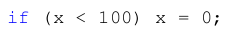 if (x < 100) x = 0;